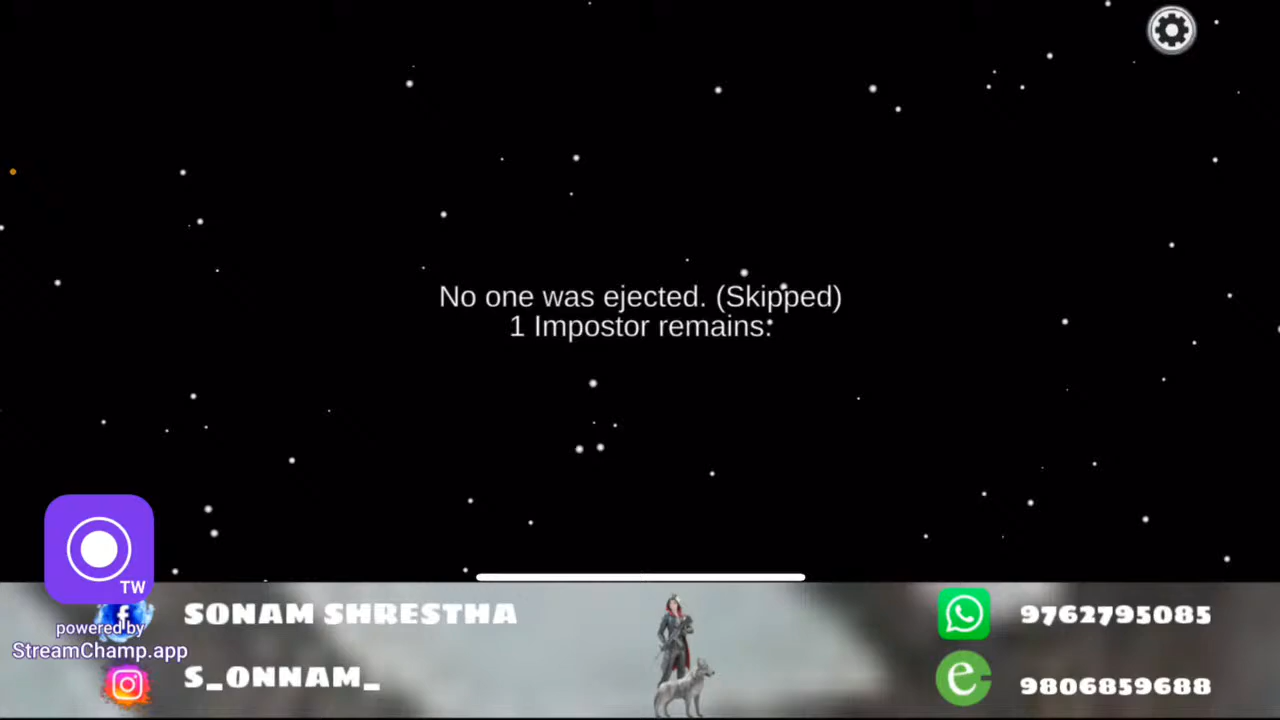 No one was ejected. (Skipped)
1 Impostor remains.
TW
powered by
StreamChamp.app
SONAM SHRESTHA
S_ONNAM_
9762795085
9806859688